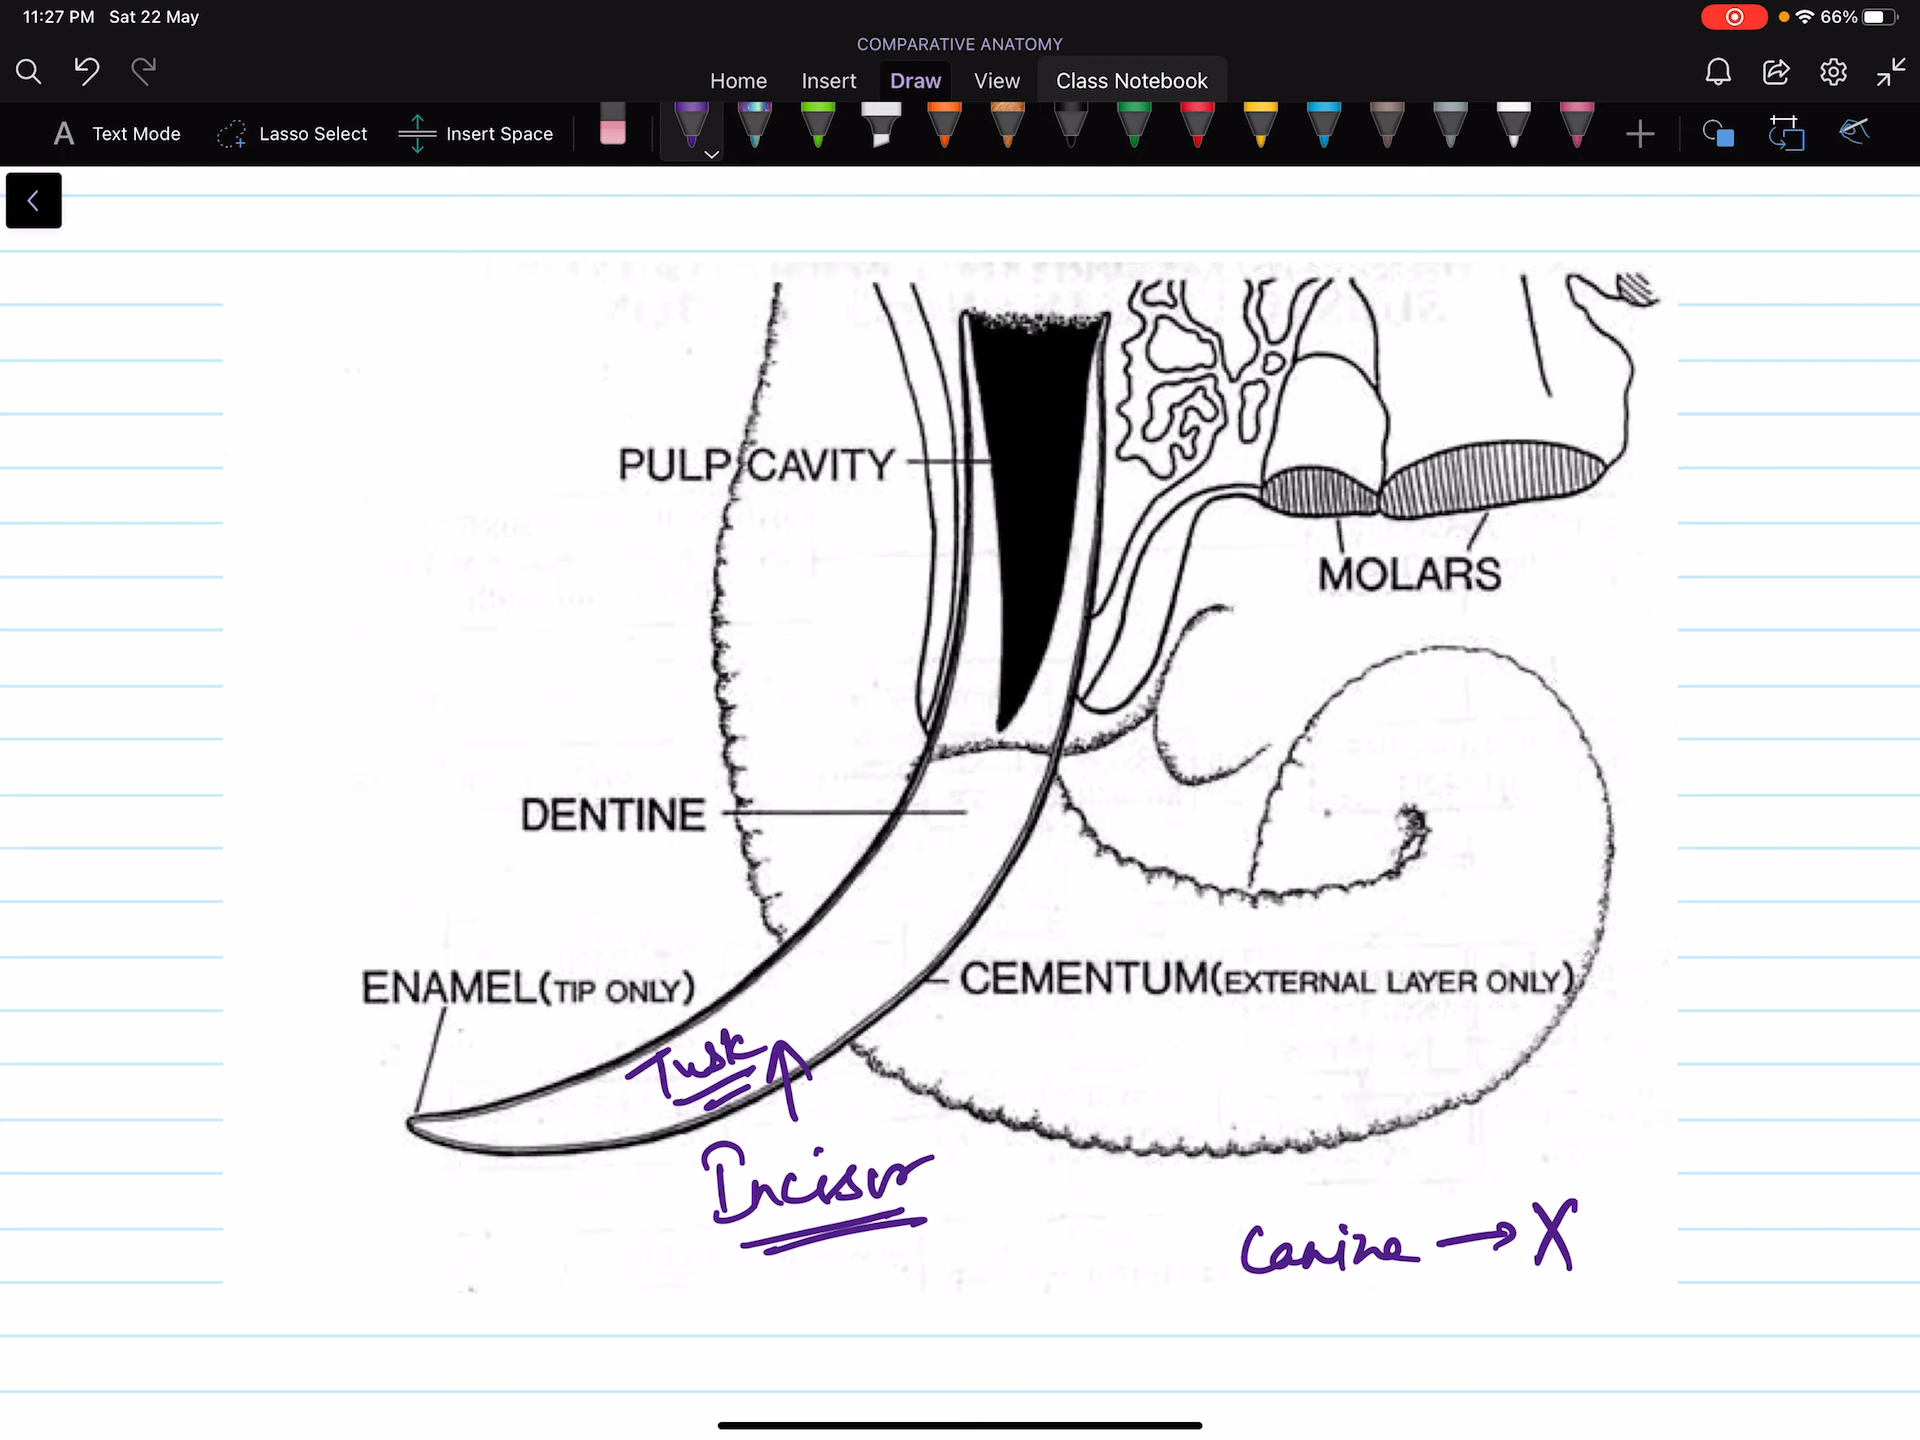 11:27 PM Sat 22 May
66%
COMPARATIVE ANATOMY
Home Insert Draw View Class Notebook
A Text Mode Lasso Select Insert Space
PULP CAVITY
MOLARS
DENTINE
ENAMEL(TIP ONLY)
CEMENTUM(EXTERNAL LAYER ONLY)
Tusk
Incisor
Canine → X